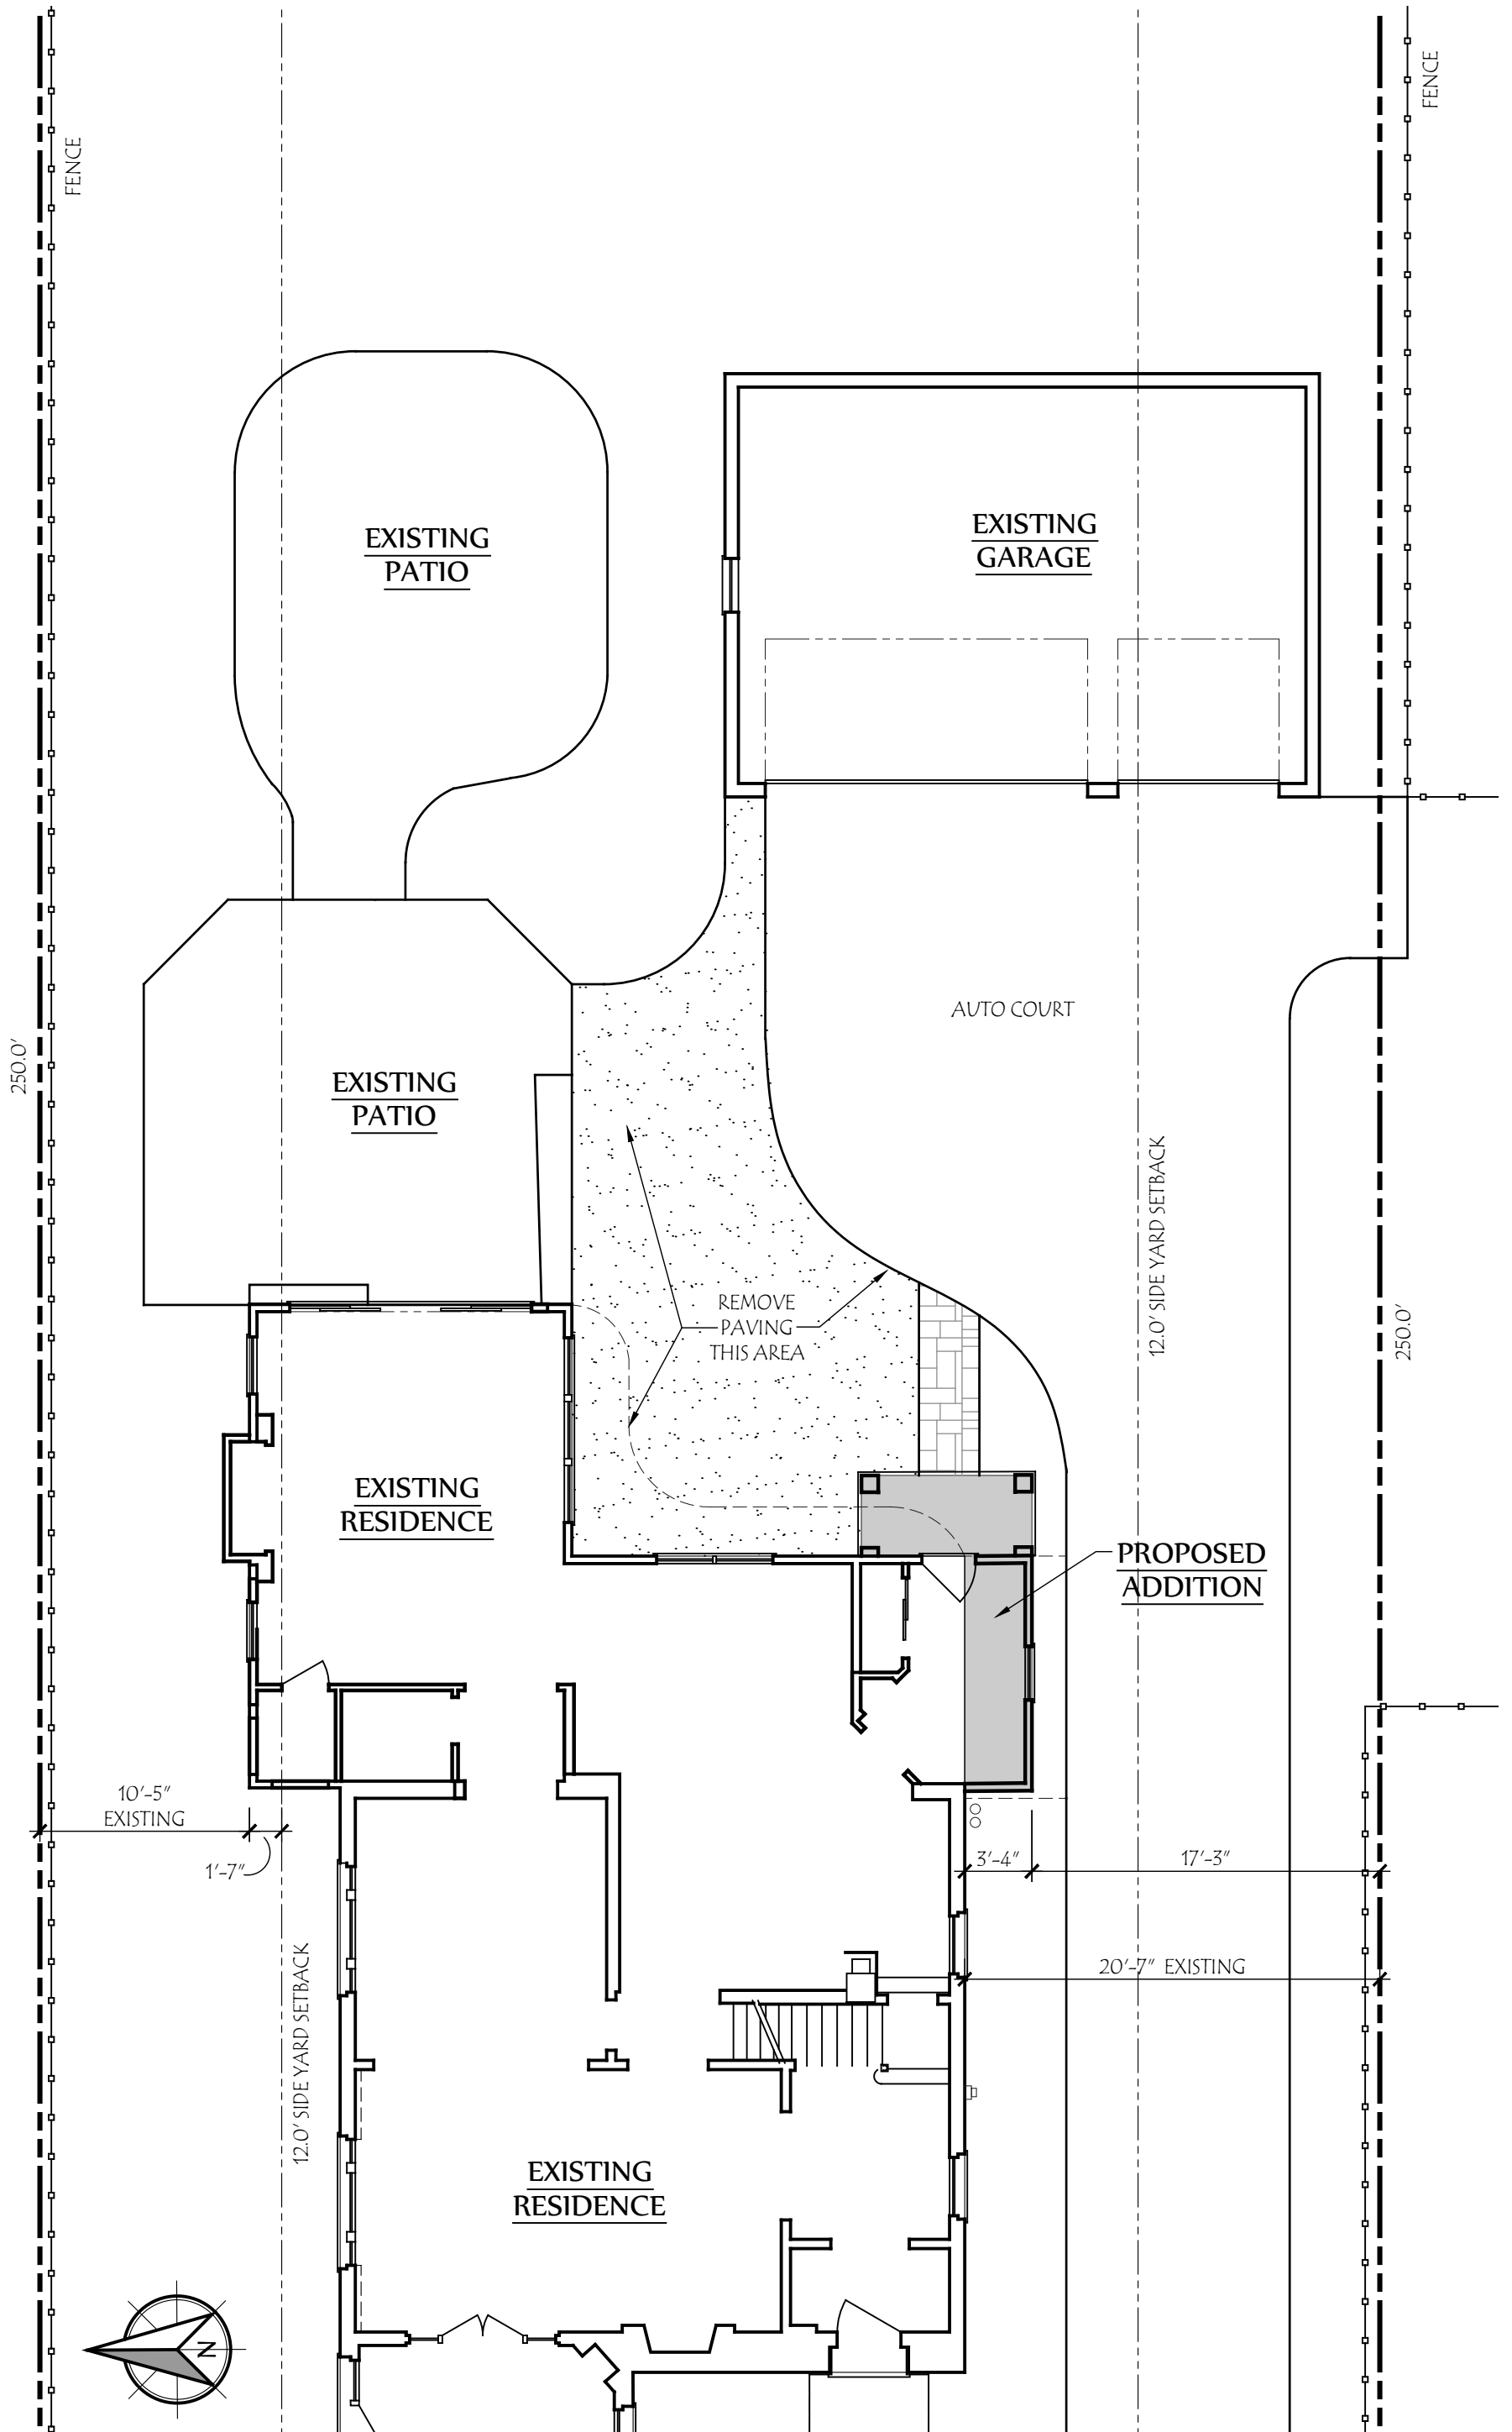 FENCE
FENCE
EXISTING
PATIO
EXISTING
GARAGE
AUTO COURT
250.0'
EXISTING
PATIO
12.0' SIDE YARD SETBACK
250.0'
REMOVE
PAVING
THIS AREA
EXISTING
RESIDENCE
PROPOSED
ADDITION
10'-5"
EXISTING
1'-7"
3'-4"
17'-3"
20'-7" EXISTING
12.0' SIDE YARD SETBACK
EXISTING
RESIDENCE
N